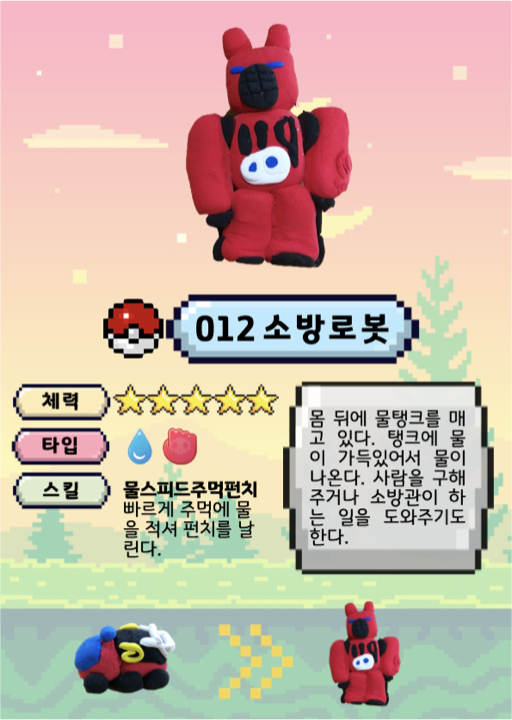 012 소방로봇
체력
타입
스킬
물스피드주먹펀치
빠르게 주먹에 물
을 적셔 펀치를 날
린다.
몸 뒤에 물탱크를 매
고 있다. 탱크에 물
이 가득있어서 물이
나온다. 사람을 구해
주거나 소방관이 하
는 일을 도와주기도
한다.
119